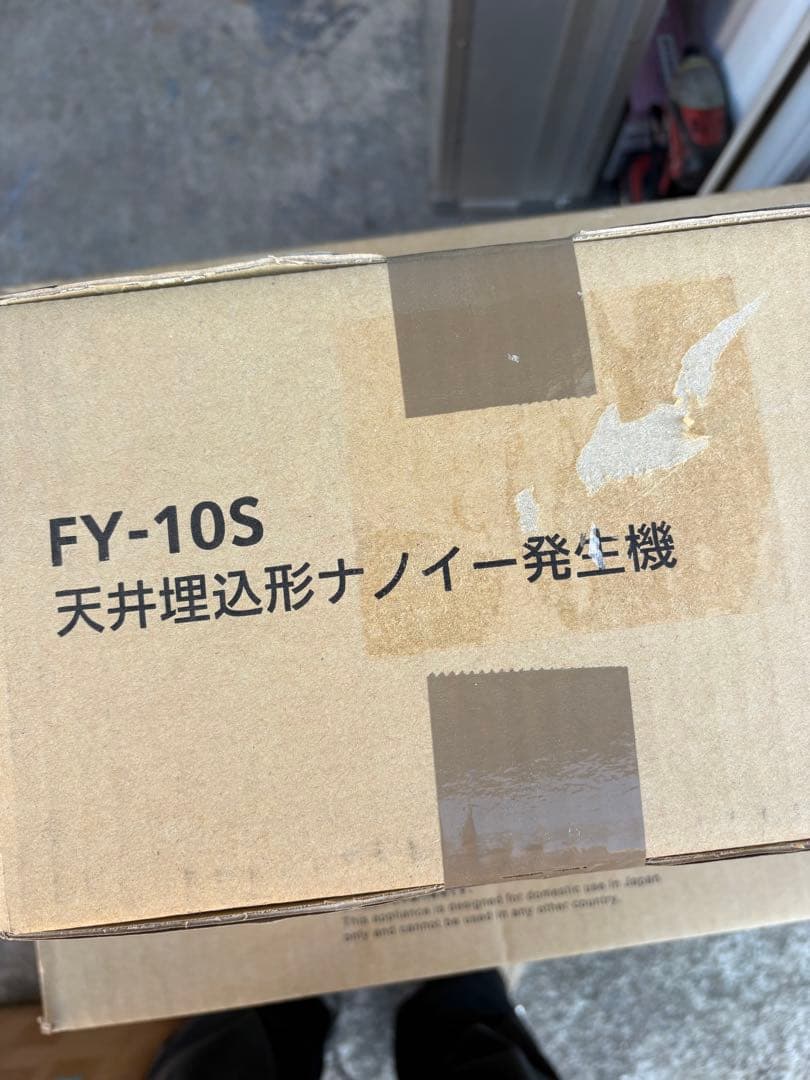 FY-10S
天井埋込形ナノイー発生機
This appliance is designed for domestic use in Japan
only and cannot be used in any other country.